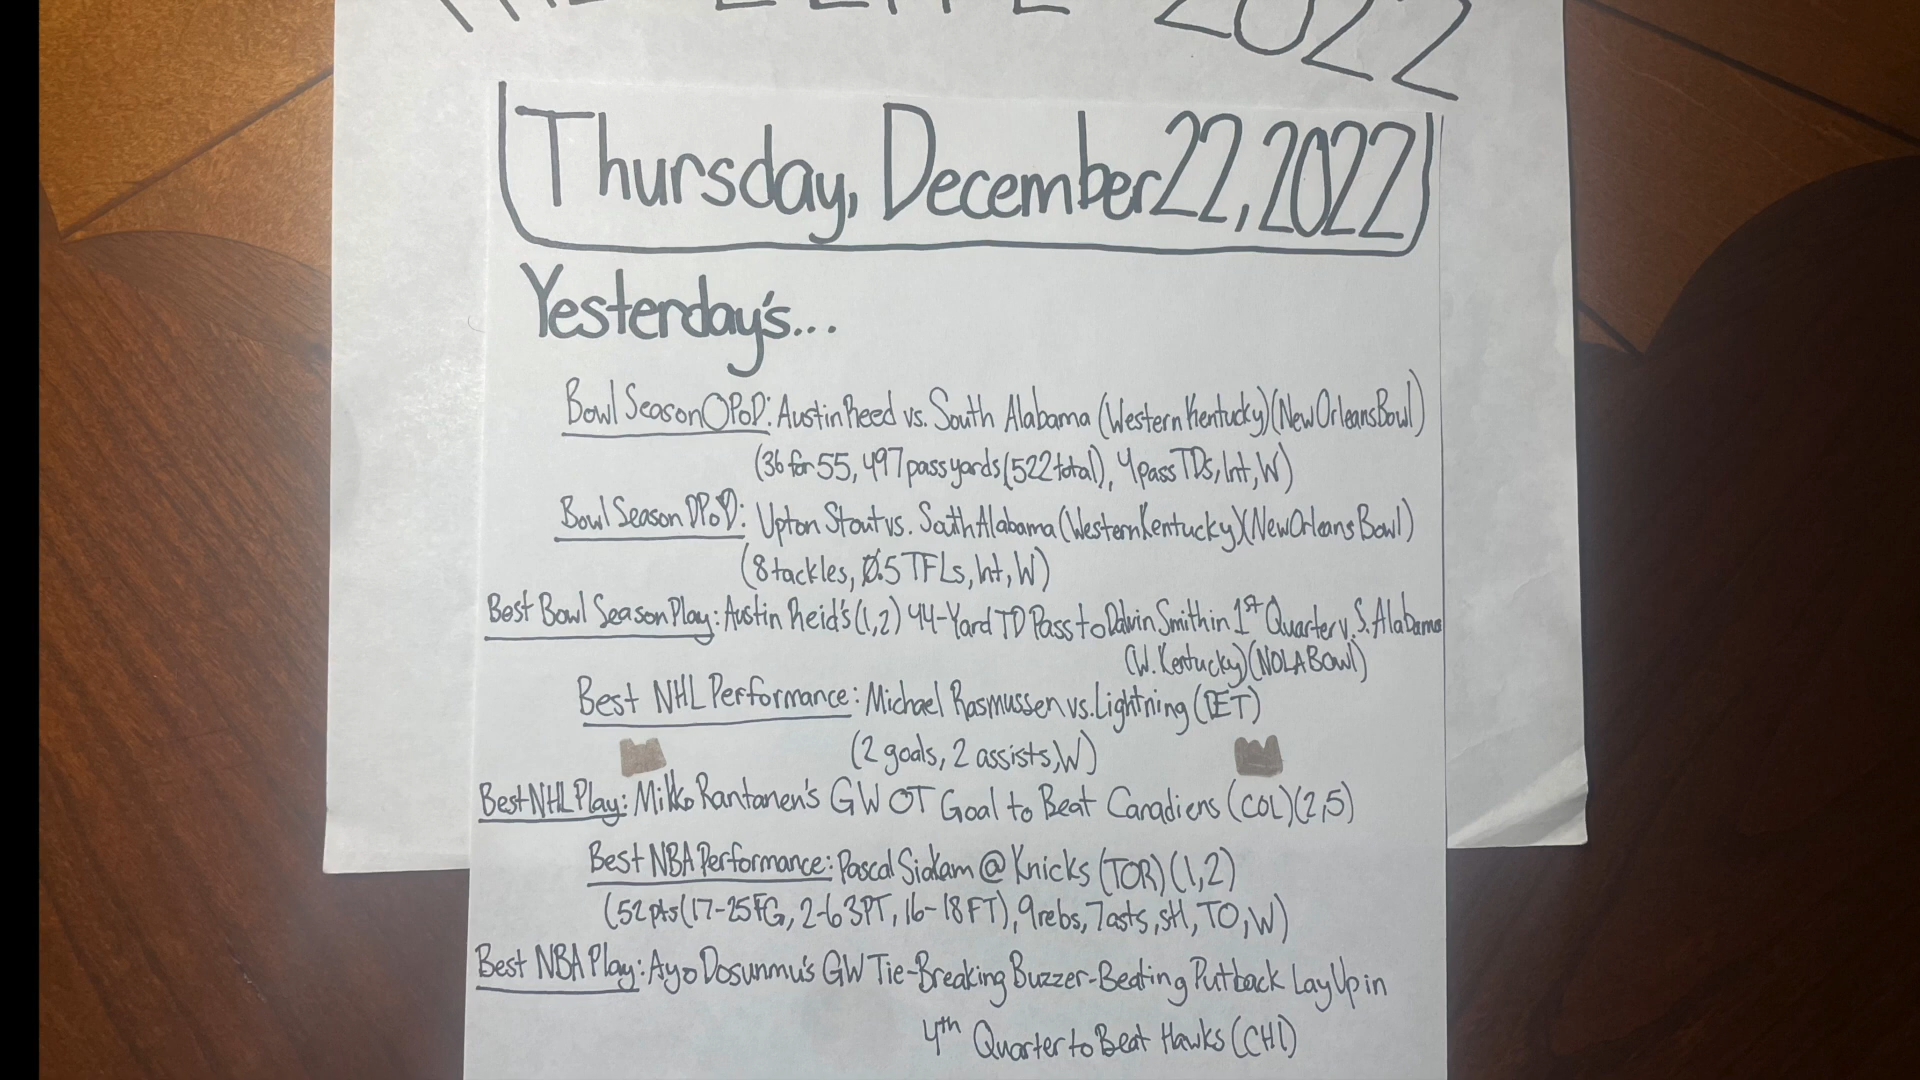 2022
Thursday, December 22, 2022
Yesterday's...
Bowl Season OPoD: Austin Reed vs. South Alabama (Western Kentucky)(New Orleans Bowl)
(36 for 55, 497 pass yards (522 total), 4 pass TDs, Int, W)
Bowl Season DPoD: Upton Stout vs. South Alabama (Western Kentucky)(New Orleans Bowl)
(8 tackles, 0.5 TFLs, Int, W)
Best Bowl Season Play: Austin Reid's (1,2) 44-Yard TD Pass to Dalvin Smith in 1st Quarter v. S. Alabama
(W. Kentucky)(NOLA Bowl)
Best NHL Performance: Michael Rasmussen vs. Lightning (DET)
(2 goals, 2 assists, W)
Best NHL Play: Mikko Rantanen's GW OT Goal to Beat Canadiens (COL)(2,5)
Best NBA Performance: Pascal Siakam @ Knicks (TOR)(1,2)
(52 pts (17-25 FG, 2-6 3PT, 16-18 FT), 9 rebs, 7 asts, stl, TO, W)
Best NBA Play: Ayo Dosunmu's GW Tie-Breaking Buzzer-Beating Putback Lay Up in
4th Quarter to Beat Hawks (CHI)